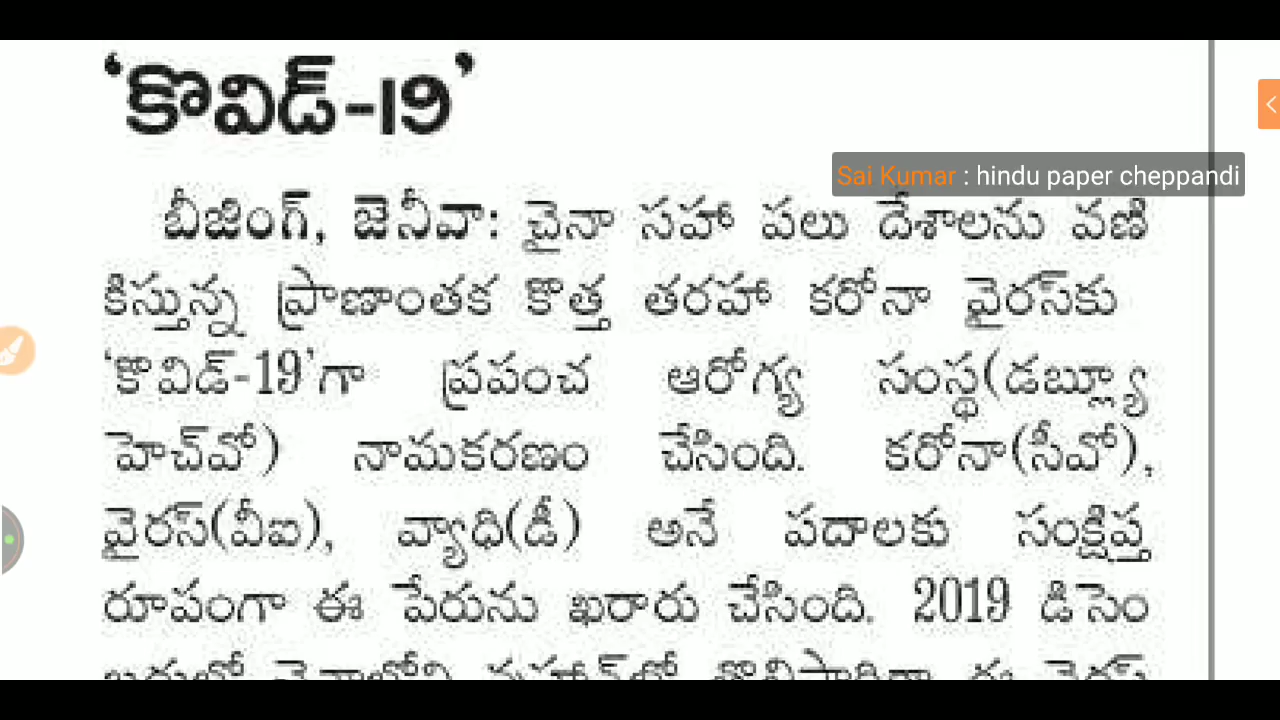 ‘కొవిడ్-19’
Sai Kumar : hindu paper cheppandi
బీజింగ్, జెనీవా: చైనా సహా పలు దేశాలను వణి
కిస్తున్న ప్రాణాంతక కొత్త తరహా కరోనా వైరస్‌కు
‘కొవిడ్-19’గా ప్రపంచ ఆరోగ్య సంస్థ(డబ్ల్యూ
హెచ్‌వో) నామకరణం చేసింది. కరోనా(సీవో),
వైరస్(వీఐ), వ్యాధి(డీ) అనే పదాలకు సంక్షిప్త
రూపంగా ఈ పేరును ఖరారు చేసింది. 2019 డిసెం